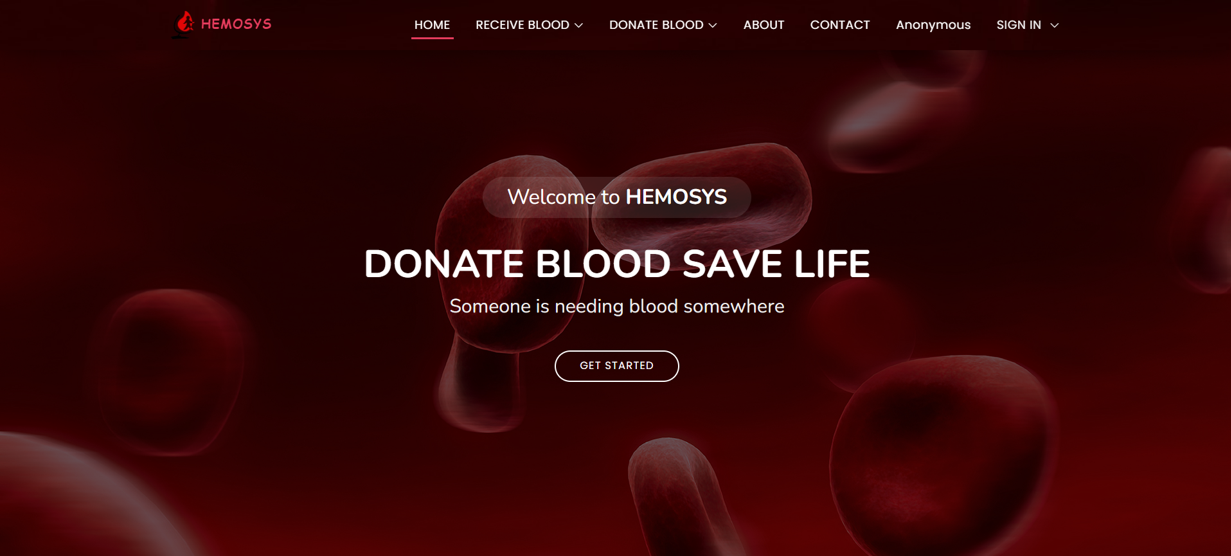 HEMOSYS
HOME RECEIVE BLOOD DONATE BLOOD ABOUT CONTACT Anonymous SIGN IN
Welcome to HEMOSYS
DONATE BLOOD SAVE LIFE
Someone is needing blood somewhere
GET STARTED